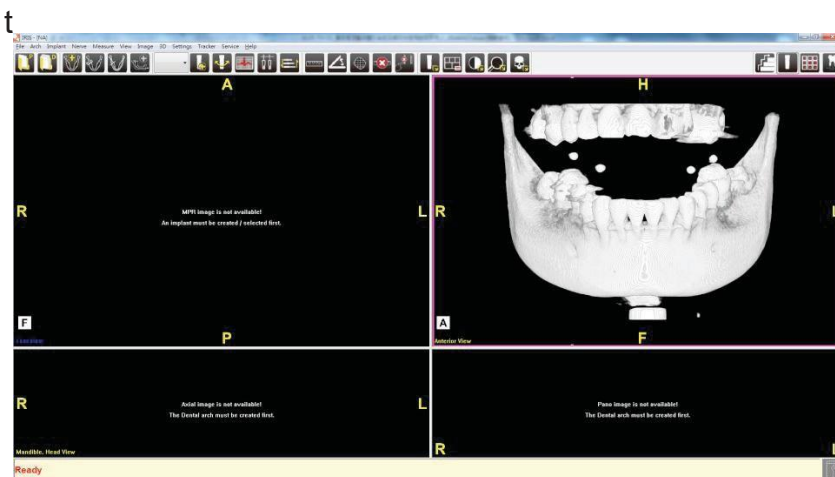 t
IRIS - [NA]
File Arch Implant Nerve Measure View Image 3D Settings Tracker Service Help
A
H
R
MPR image is not available!
An implant must be created / selected first.
L
R
L
F
P
A
Anterior View
F
R
Axial image is not available!
The Dental arch must be created first.
L
Pano image is not available!
The Dental arch must be created first.
Mandible, Head View
R
L
Ready